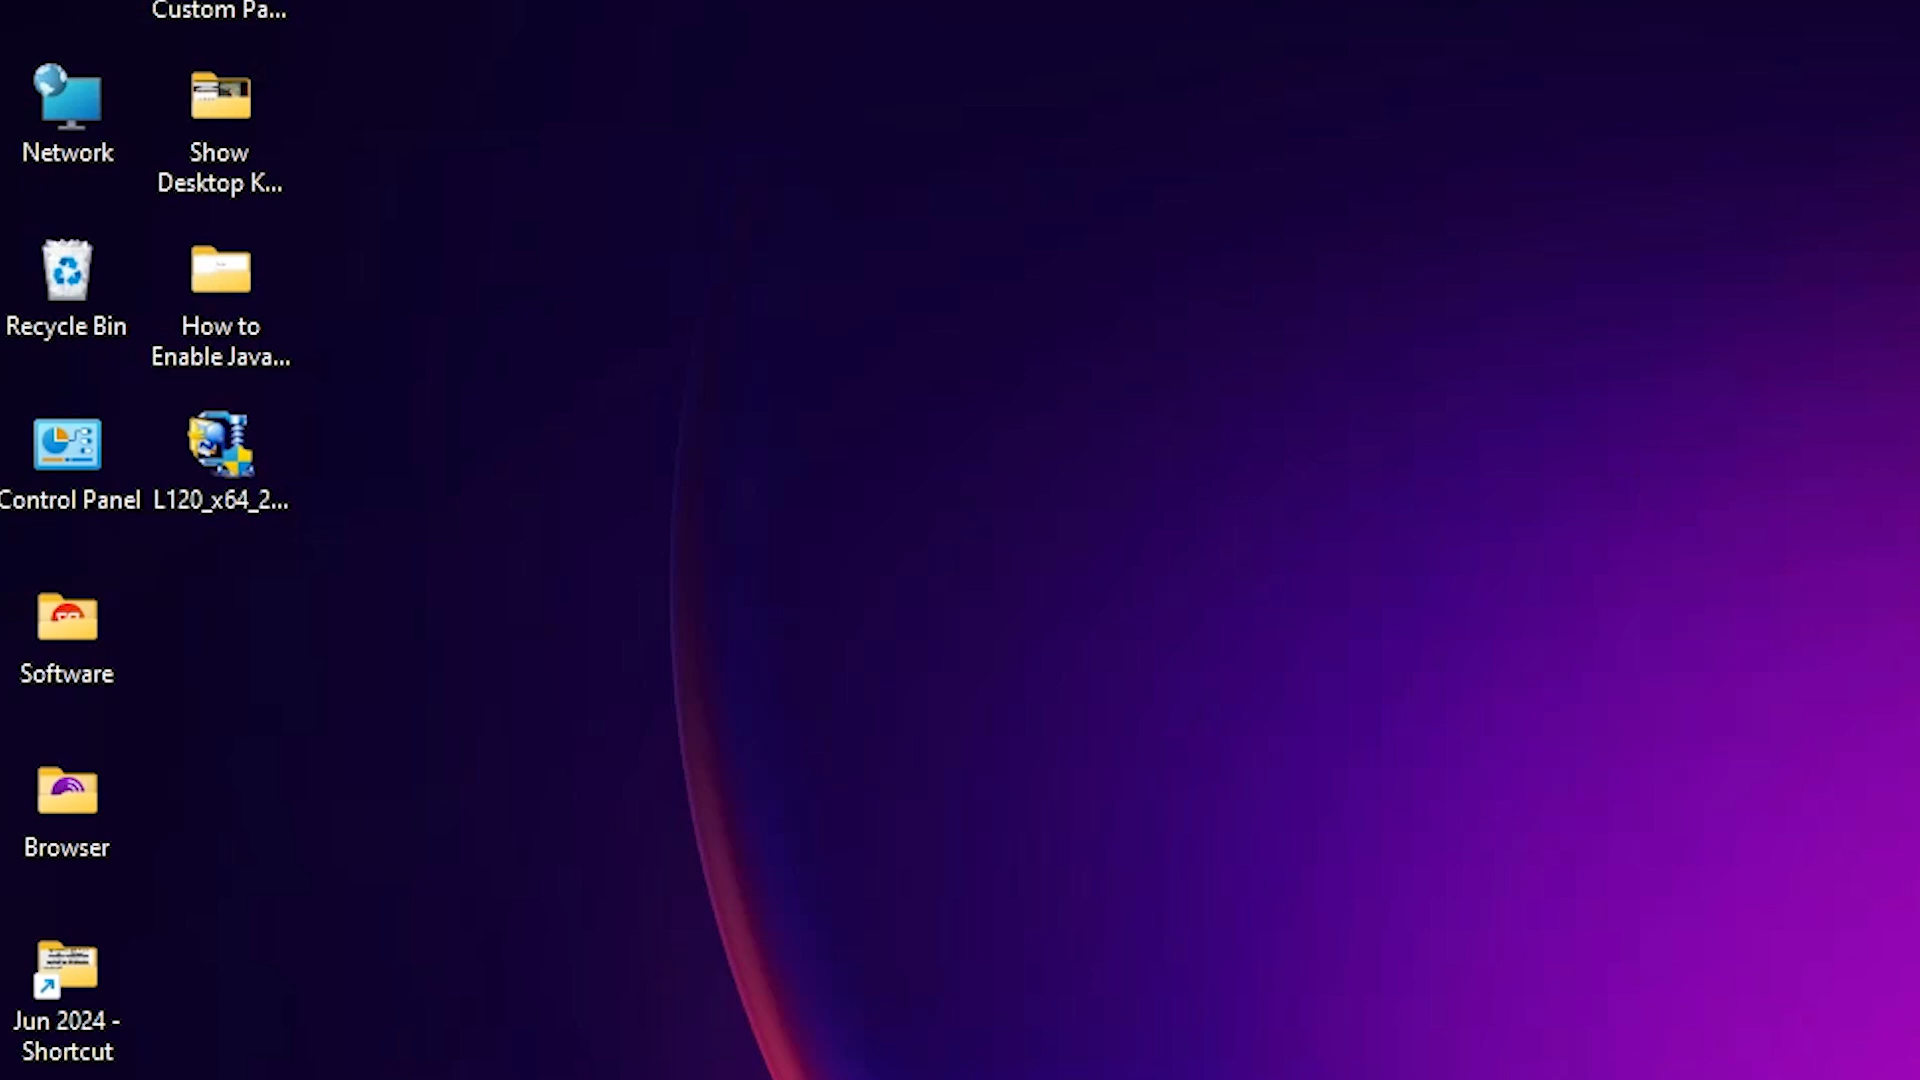 Custom Pa...
Network
Show
Desktop K...
Recycle Bin
How to
Enable Java...
Control Panel
L120_x64_2...
Software
Browser
Jun 2024 -
Shortcut